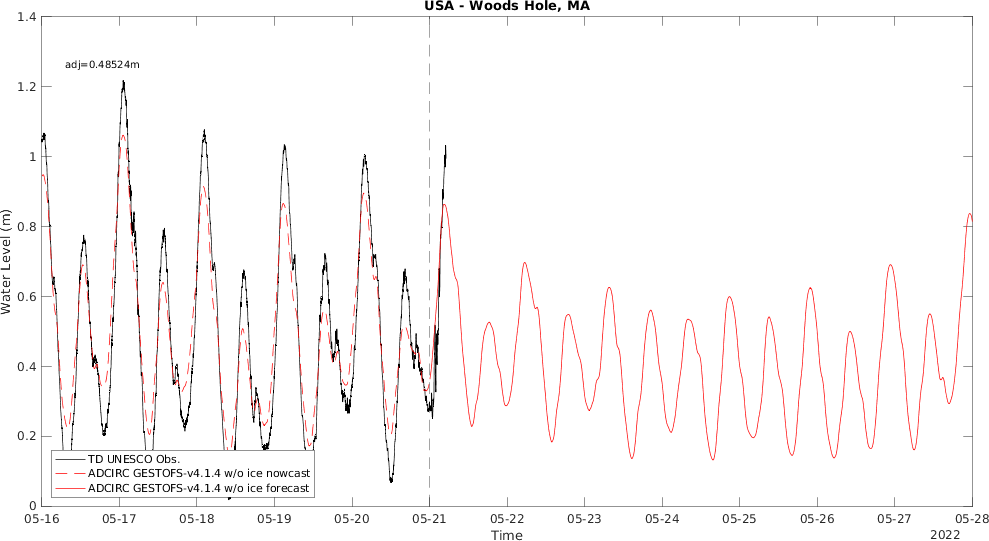 USA - Woods Hole, MA
1.4
1.2
1
0.8
0.6
0.4
0.2
0
Water Level (m)
adj=0.48524m
TD UNESCO Obs.
ADCIRC GESTOFS-v4.1.4 w/o ice nowcast
ADCIRC GESTOFS-v4.1.4 w/o ice forecast
05-16 05-17 05-18 05-19 05-20 05-21 05-22 05-23 05-24 05-25 05-26 05-27 05-28
Time
2022